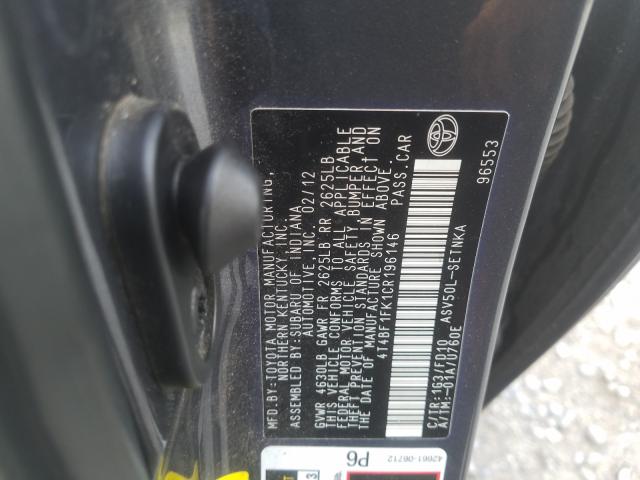 MFD.BY:TOYOTA MOTOR MANUFACTURING,
NORTHERN KENTUCKY, INC.
ASSEMBLED BY:SUBARU OF INDIANA
AUTOMOTIVE,INC. 02/12
GVWR 4630LB GAWR FR 2625LB RR 2625LB
THIS VEHICLE CONFORMS TO ALL APPLICABLE
FEDERAL MOTOR VEHICLE SAFETY, BUMPER,AND
THEFT PREVENTION STANDARDS IN EFFECT ON
THE DATE OF MANUFACTURE SHOWN ABOVE.
4T4BF1FK1CR196146 PASS.CAR
C/TR: 1G3/FD10
A/TM:-01A/U760E
ASV50L-SETNKA
96553
42661-06712
P6